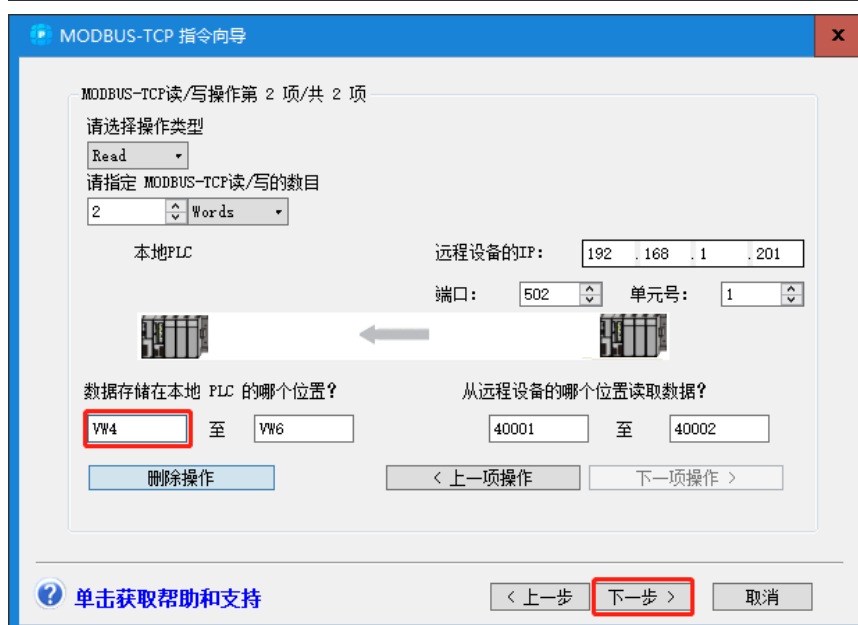 MODBUS-TCP 指令向导
x
MODBUS-TCP读/写操作第 2 项/共 2 项
请选择操作类型
Read
请指定 MODBUS-TCP读/写的数目
2 Words
本地PLC 远程设备的IP: 192 . 168 . 1 . 201
端口: 502 单元号: 1
数据存储在本地 PLC 的哪个位置? 从远程设备的哪个位置读取数据?
VW4 至 VW6 40001 至 40002
删除操作 < 上一项操作 下一项操作 >
单击获取帮助和支持 < 上一步 下一步 > 取消